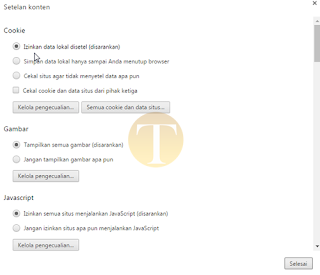 Setelan konten
Cookie
Izinkan data lokal disetel (disarankan)
Simpan data lokal hanya sampai Anda menutup browser
Cekal situs agar tidak menyetel data apa pun
Cekal cookie dan data situs dari pihak ketiga
Kelola pengecualian... Semua cookie dan data situs...
Gambar
Tampilkan semua gambar (disarankan)
Jangan tampilkan gambar apa pun
Kelola pengecualian...
T
Javascript
Izinkan semua situs menjalankan JavaScript (disarankan)
Jangan izinkan situs apa pun menjalankan JavaScript
Kelola pengecualian...
Selesai